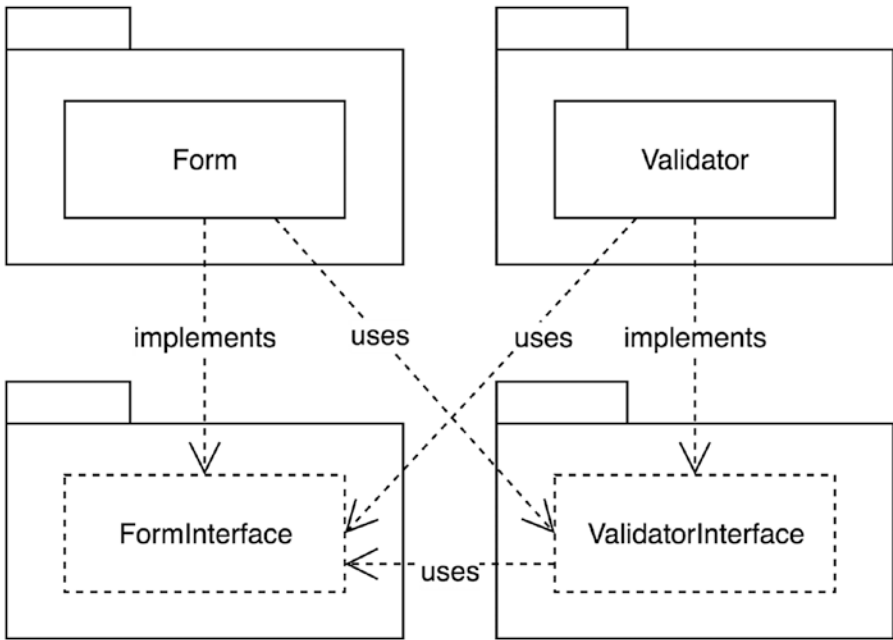 Form
Validator
implements
uses
uses
implements
FormInterface
ValidatorInterface
uses